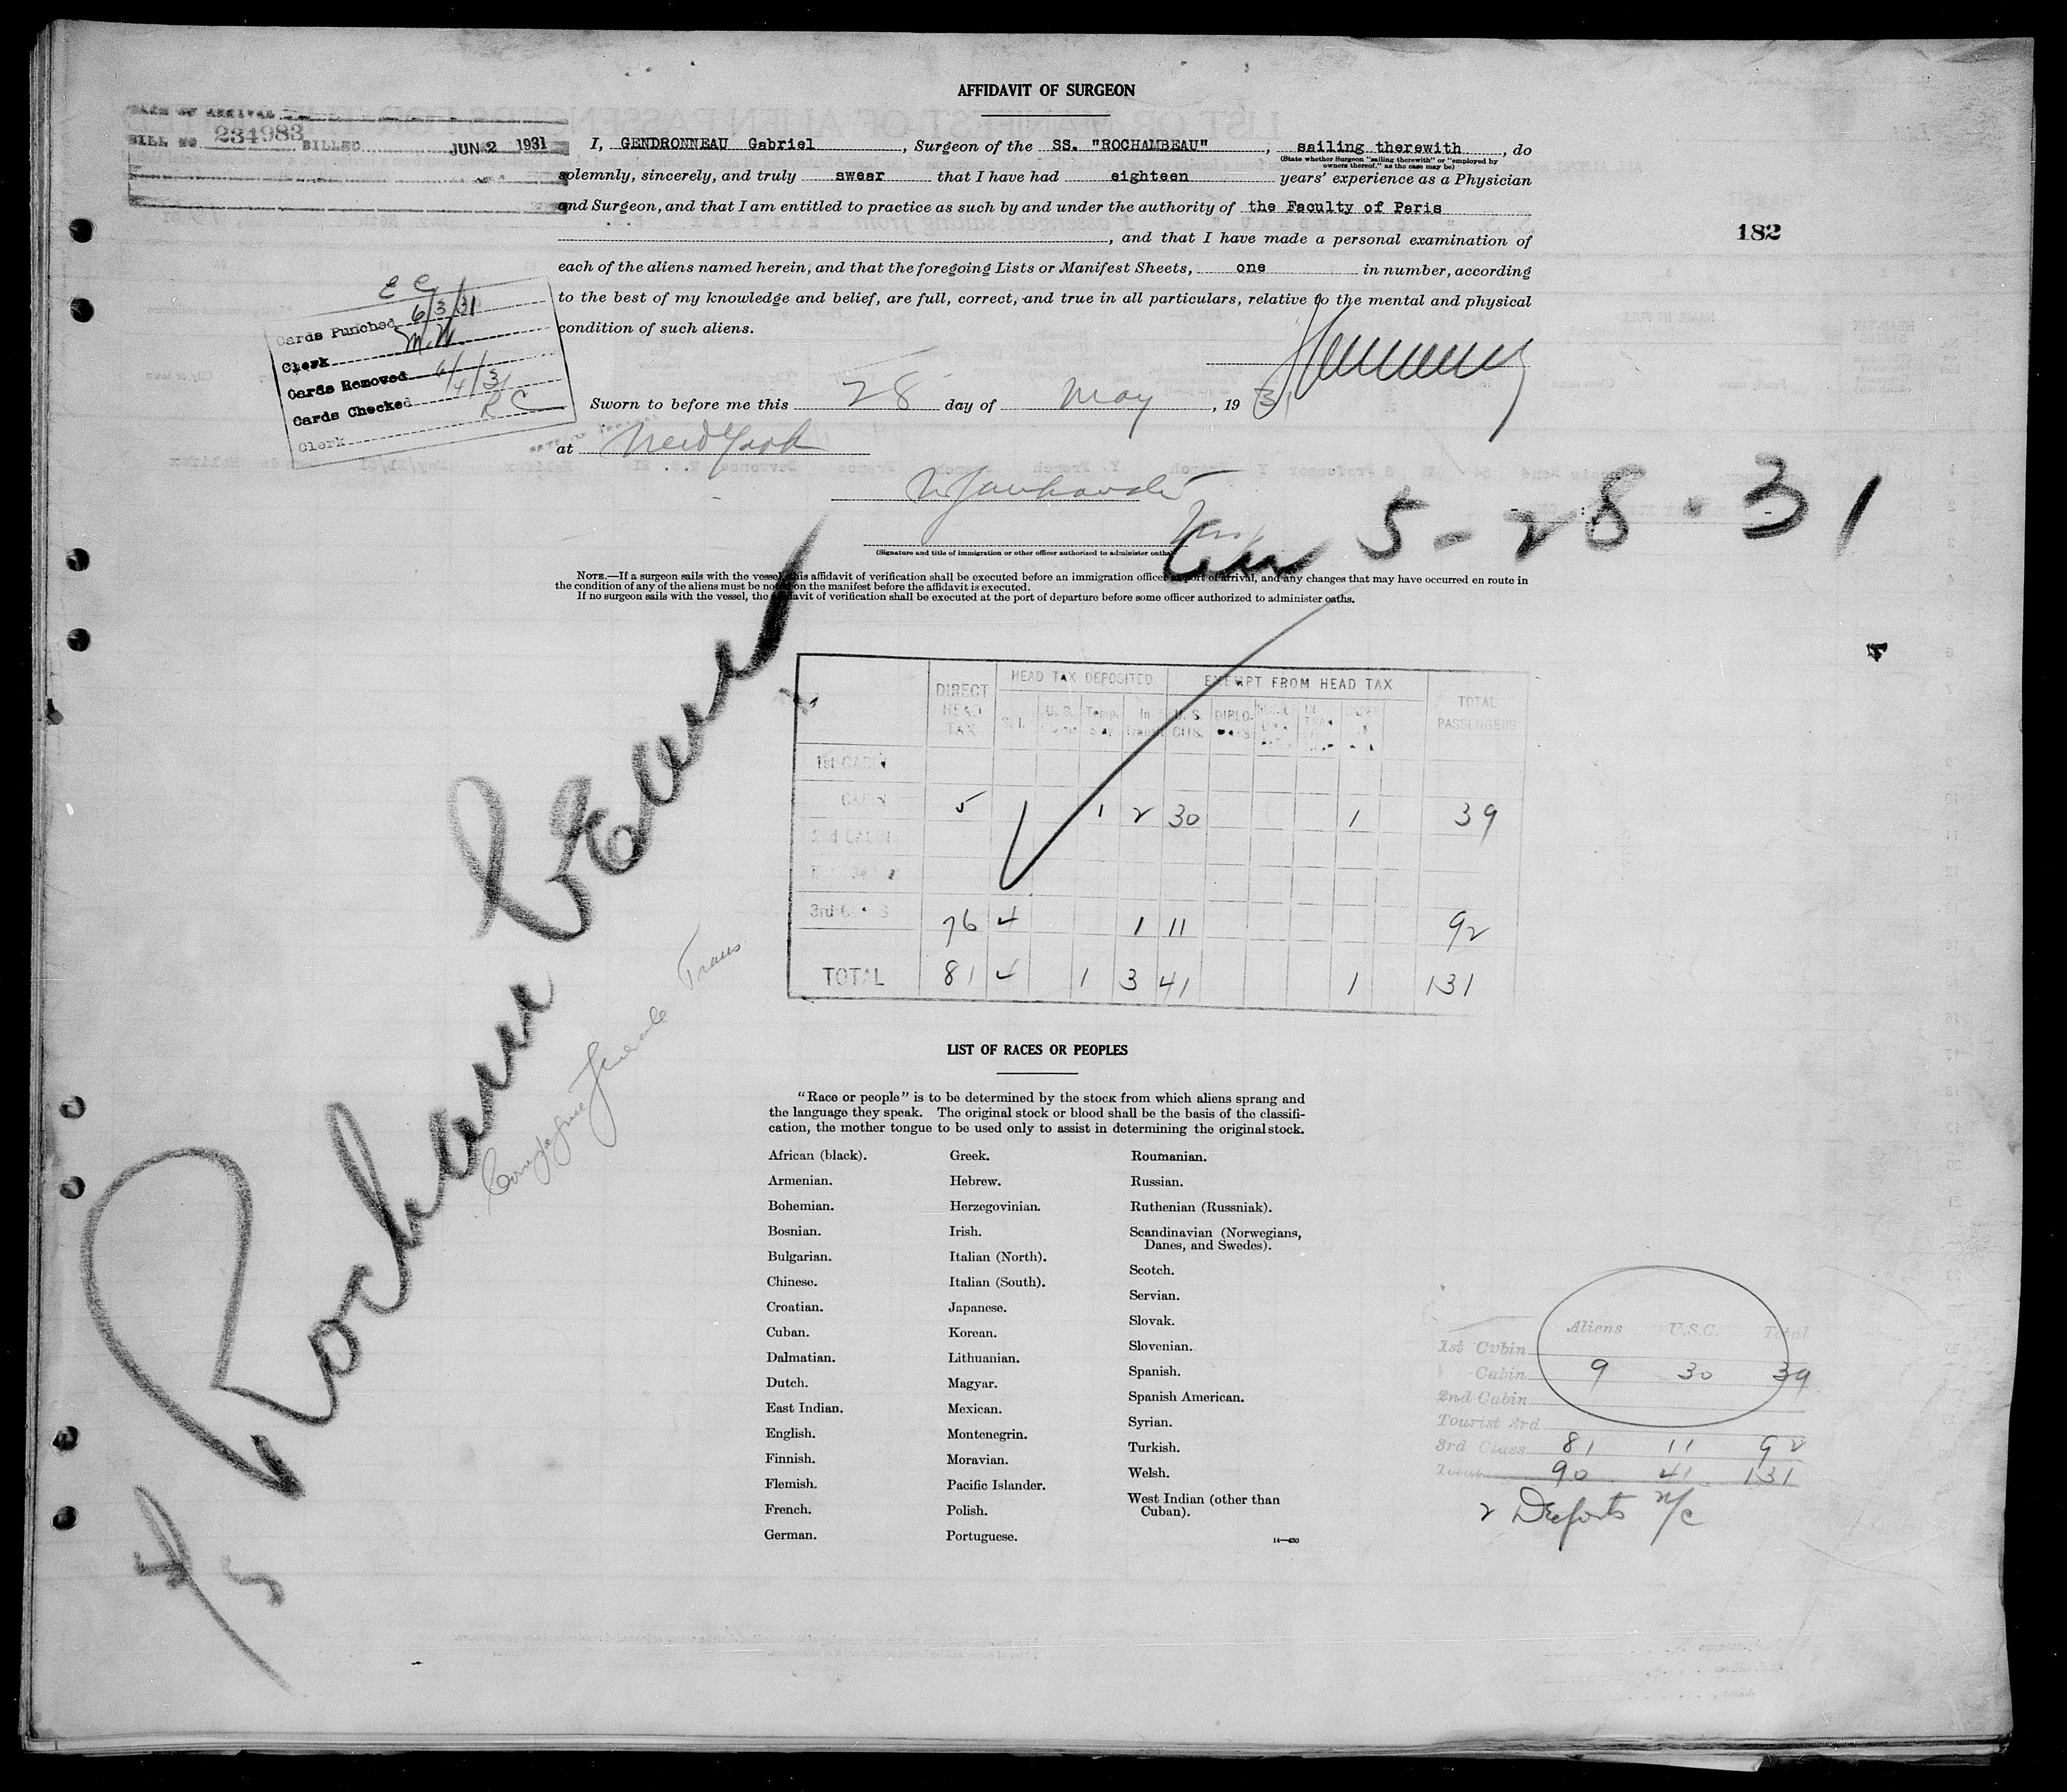 AFFIDAVIT OF SURGEON
DATE OF ARRIVAL
BILL NO 234983 BILLED JUN 2 1931
I, GENDRONNEAU Gabriel, Surgeon of the SS. "ROCHAMBEAU", sailing therewith, do
(State whether Surgeon "sailing therewith" or "employed by
owners thereof," as the case may be)
solemnly, sincerely, and truly swear that I have had eighteen years' experience as a Physician
and Surgeon, and that I am entitled to practice as such by and under the authority of the Faculty of Paris
, and that I have made a personal examination of
182
each of the aliens named herein, and that the foregoing Lists or Manifest Sheets, one in number, according
to the best of my knowledge and belief, are full, correct, and true in all particulars, relative to the mental and physical
condition of such aliens.
E C
Cards Punched 6/3/31
Clerk M.W.
Cards Removed 6/4/31
Cards Checked RC
Clerk
Sworn to before me this 28 day of May, 1931
at New York
5-28-31
(Signature and title of immigration or other officer authorized to administer oaths)
NOTE.—If a surgeon sails with the vessel, this affidavit of verification shall be executed before an immigration officer at port of arrival, and any changes that may have occurred en route in
the condition of any of the aliens must be noted on the manifest before the affidavit is executed.
If no surgeon sails with the vessel, the affidavit of verification shall be executed at the port of departure before some officer authorized to administer oaths.
Rochambeau
Compagnie Generale Trans
DIRECT HEAD TAX
HEAD TAX DEPOSITED
EXEMPT FROM HEAD TAX
TOTAL PASSENGERS
S.I. U.S. Temp. In Transit U.S. CITS. DIPLO-MATS
1st CABIN
CABIN 5 1 2 30 1 39
2nd CABIN
3rd CLASS 76 4 1 11 92
TOTAL 81 4 1 3 41 1 131
LIST OF RACES OR PEOPLES
"Race or people" is to be determined by the stock from which aliens sprang and
the language they speak. The original stock or blood shall be the basis of the classifi-
cation, the mother tongue to be used only to assist in determining the original stock.
African (black).
Armenian.
Bohemian.
Bosnian.
Bulgarian.
Chinese.
Croatian.
Cuban.
Dalmatian.
Dutch.
East Indian.
English.
Finnish.
Flemish.
French.
German.
Greek.
Hebrew.
Herzegovinian.
Irish.
Italian (North).
Italian (South).
Japanese.
Korean.
Lithuanian.
Magyar.
Mexican.
Montenegrin.
Moravian.
Pacific Islander.
Polish.
Portuguese.
Roumanian.
Russian.
Ruthenian (Russniak).
Scandinavian (Norwegians,
Danes, and Swedes).
Scotch.
Servian.
Slovak.
Slovenian.
Spanish.
Spanish American.
Syrian.
Turkish.
Welsh.
West Indian (other than
Cuban).
14—430
Aliens U.S.C. Total
1st Cabin
Cabin 9 30 39
2nd Cabin
Tourist 3rd
3rd Class 81 11 92
90 41 131
2 Deports n/c